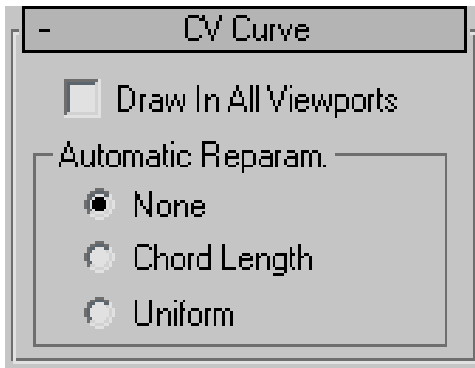 - CV Curve
Draw In All Viewports
Automatic Reparam.
None
Chord Length
Uniform